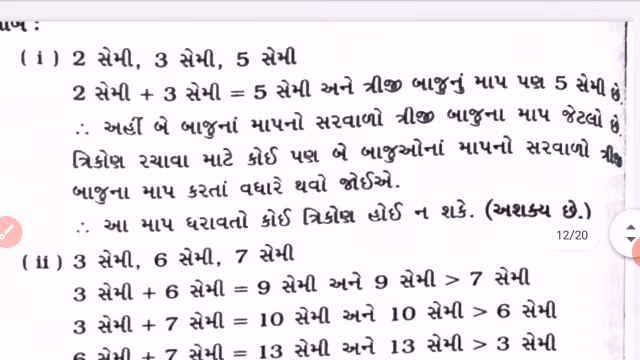 જવાબ :
( i ) 2 સેમી, 3 સેમી, 5 સેમી
2 સેમી + 3 સેમી = 5 સેમી અને ત્રીજી બાજુનું માપ પણ 5 સેમી છે.
∴ અહીં બે બાજુનાં માપનો સરવાળો ત્રીજી બાજુના માપ જેટલો છે.
ત્રિકોણ રચાવા માટે કોઈ પણ બે બાજુઓનાં માપનો સરવાળો ત્રીજી
બાજુના માપ કરતાં વધારે થવો જોઈએ.
∴ આ માપ ધરાવતો કોઈ ત્રિકોણ હોઈ ન શકે. (અશક્ય છે.)
12/20
( ii ) 3 સેમી, 6 સેમી, 7 સેમી
3 સેમી + 6 સેમી = 9 સેમી અને 9 સેમી > 7 સેમી
3 સેમી + 7 સેમી = 10 સેમી અને 10 સેમી > 6 સેમી
6 સેમી + 7 સેમી = 13 સેમી અને 13 સેમી > 3 સેમી